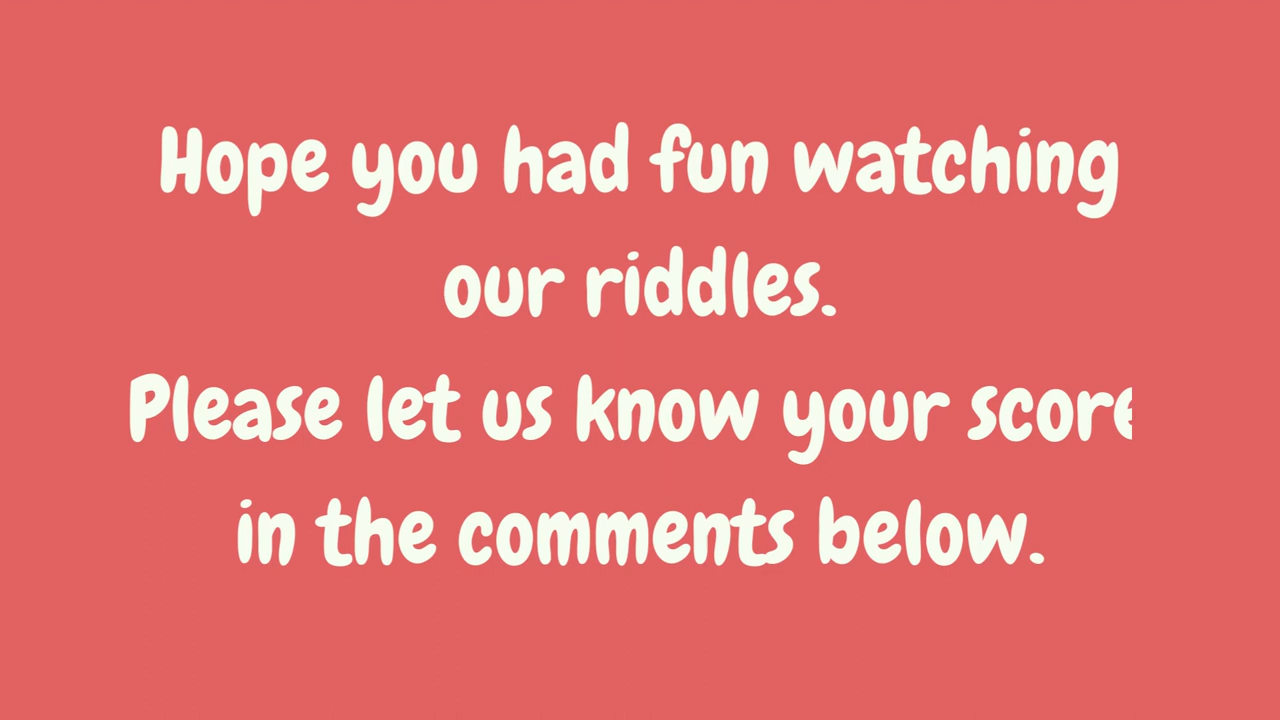 Hope you had fun watching
our riddles.
Please let us know your score
in the comments below.